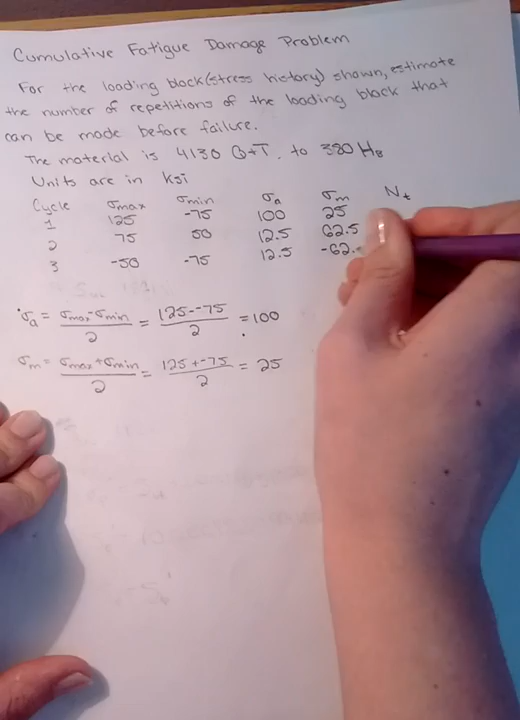 Cumulative Fatigue Damage Problem
For the loading block(stress history) shown, estimate
the number of repetitions of the loading block that
can be made before failure.
The material is 4130 Q+T. to 380 HB
Units are in ksi
Cycle σmax σmin σa σm Nt
1 125 -75 100 25
2 75 50 12.5 62.5
3 -50 -75 12.5 -62.
σa = σmax-σmin / 2 = 125--75 / 2 = 100
σm = σmax+σmin / 2 = 125+-75 / 2 = 25